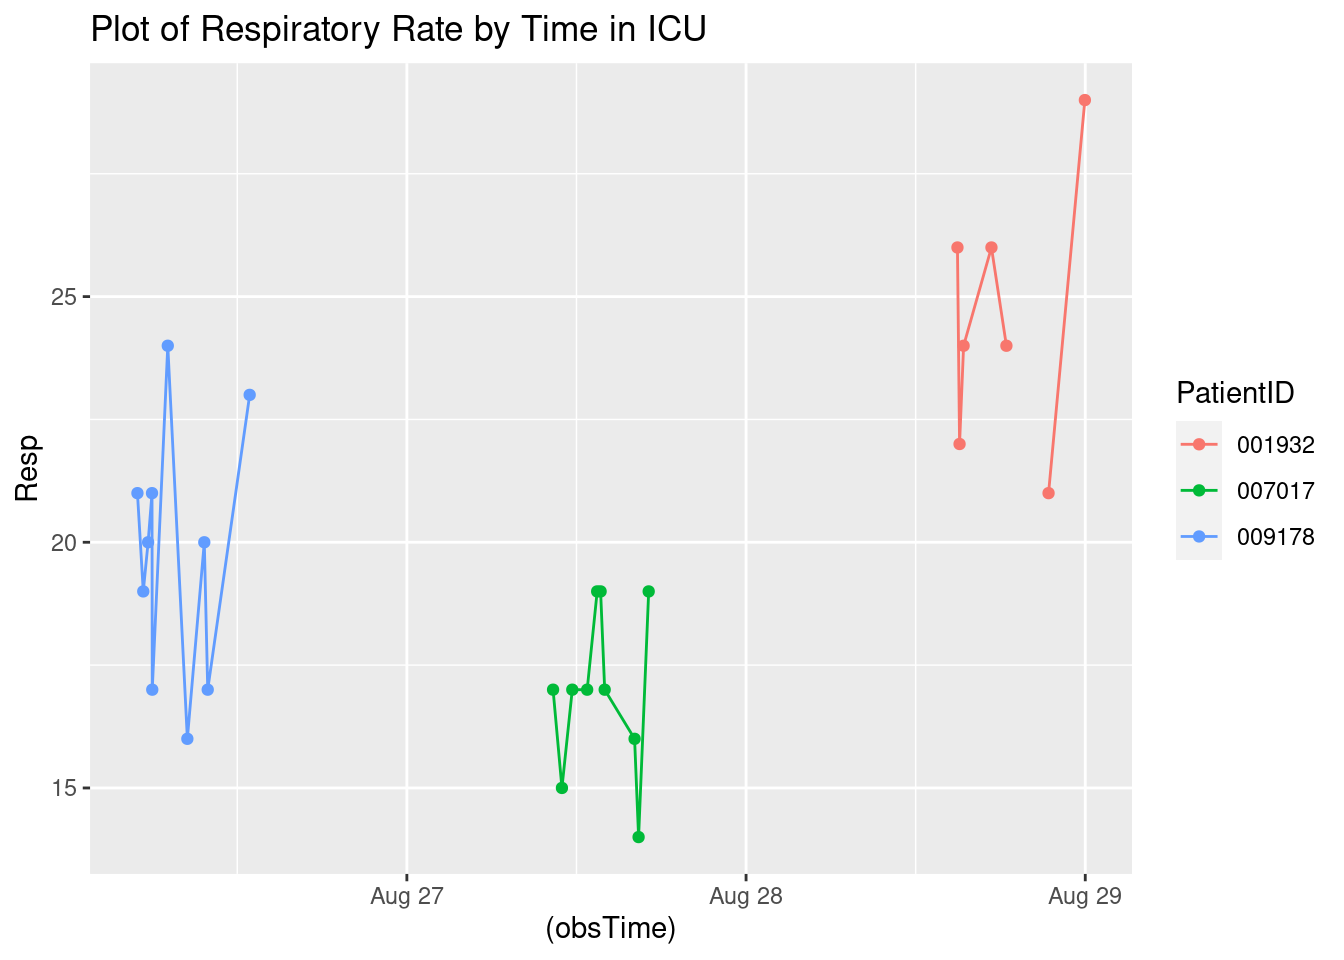 Plot of Respiratory Rate by Time in ICU
Resp
25
20
15
Aug 27
Aug 28
Aug 29
(obsTime)
PatientID
001932
007017
009178